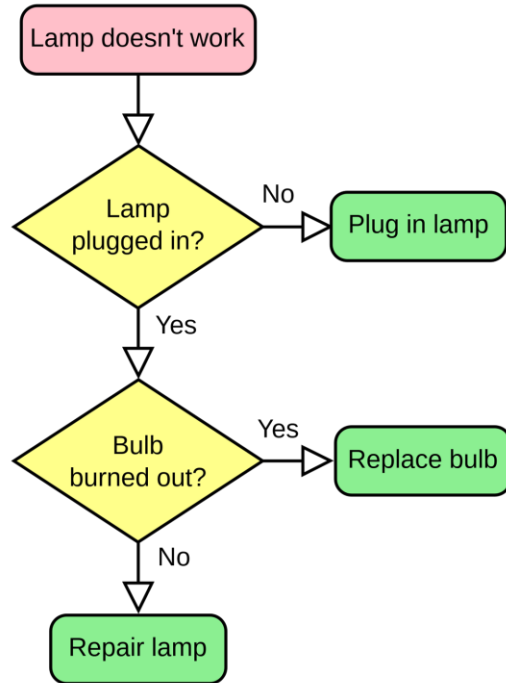 Lamp doesn't work
Lamp
plugged in?
No
Plug in lamp
Yes
Bulb
burned out?
Yes
Replace bulb
No
Repair lamp